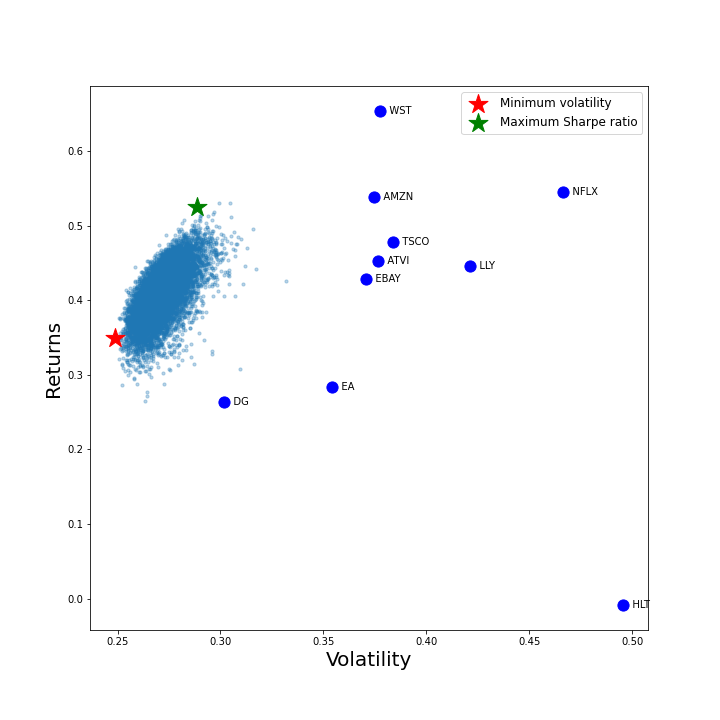 Minimum volatility
Maximum Sharpe ratio
WST
AMZN
NFLX
TSCO
ATVI
LLY
EBAY
EA
DG
HLT
0.6
0.5
0.4
0.3
0.2
0.1
0.0
Returns
0.25 0.30 0.35 0.40 0.45 0.50
Volatility